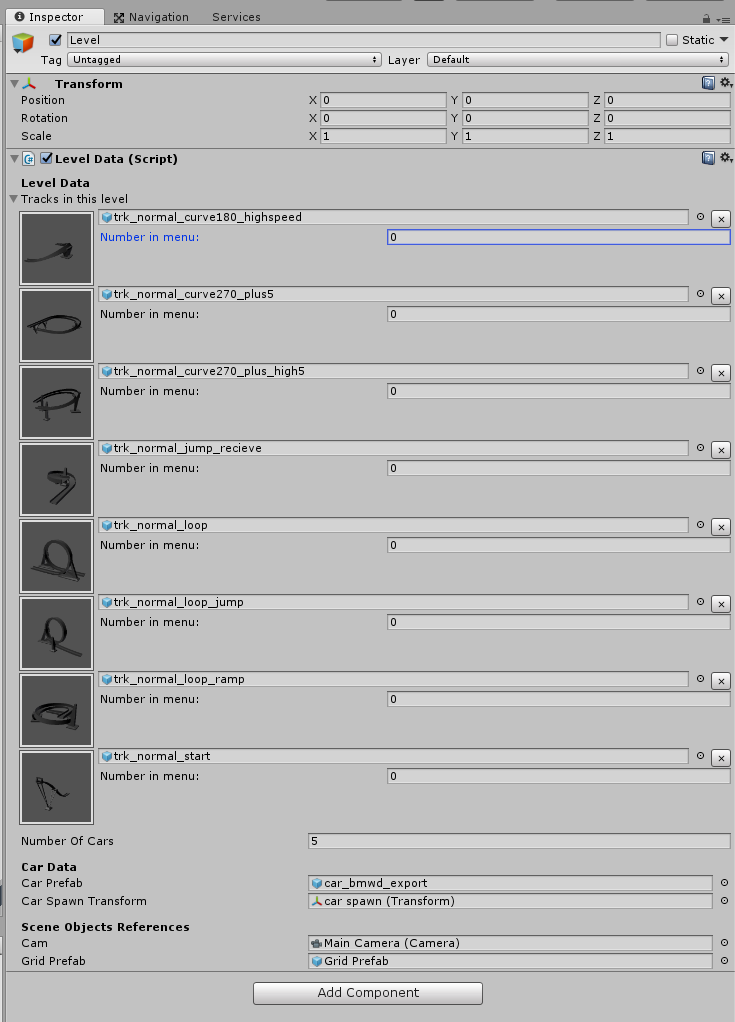 Inspector Navigation Services
Level Static
Tag Untagged Layer Default
Transform
Position X 0 Y 0 Z 0
Rotation X 0 Y 0 Z 0
Scale X 1 Y 1 Z 1
Level Data (Script)
Level Data
Tracks in this level
trk_normal_curve180_highspeed
Number in menu: 0
trk_normal_curve270_plus5
Number in menu: 0
trk_normal_curve270_plus_high5
Number in menu: 0
trk_normal_jump_recieve
Number in menu: 0
trk_normal_loop
Number in menu: 0
trk_normal_loop_jump
Number in menu: 0
trk_normal_loop_ramp
Number in menu: 0
trk_normal_start
Number in menu: 0
Number Of Cars 5
Car Data
Car Prefab car_bmwd_export
Car Spawn Transform car spawn (Transform)
Scene Objects References
Cam Main Camera (Camera)
Grid Prefab Grid Prefab
Add Component